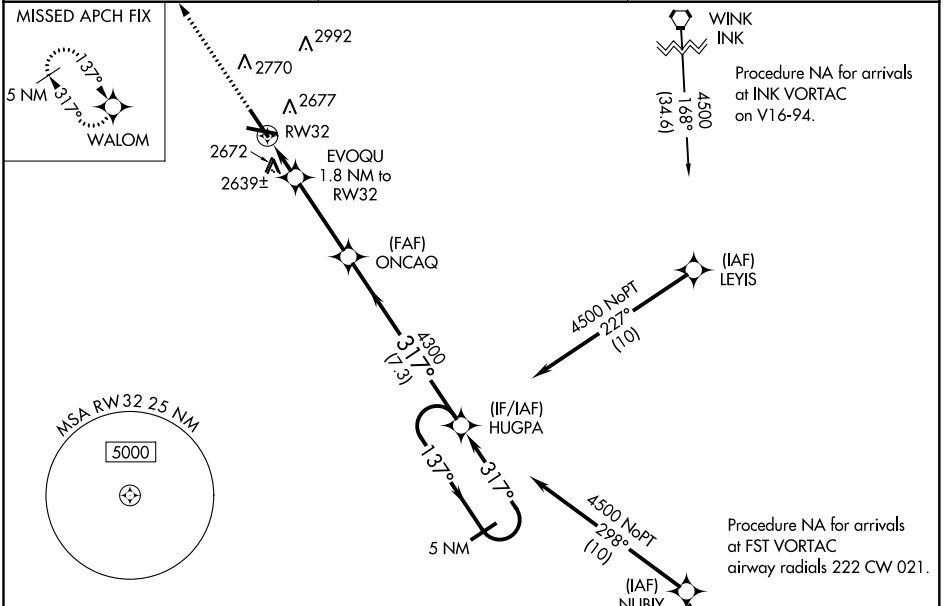 MISSED APCH FIX
137°
5 NM
317°
WALOM
2992
2770
2677
RW32
2672
2639±
EVOQU
1.8 NM to
RW32
WINK
INK
4500
168°
(34.6)
Procedure NA for arrivals
at INK VORTAC
on V16-94.
(FAF)
ONCAQ
(IAF)
LEYIS
4500 NoPT
227°
(10)
4300
317°
(7.3)
(IF/IAF)
HUGPA
137°
317°
5 NM
MSA RW32 25 NM
5000
4500 NoPT
298°
(10)
Procedure NA for arrivals
at FST VORTAC
airway radials 222 CW 021.
(IAF)